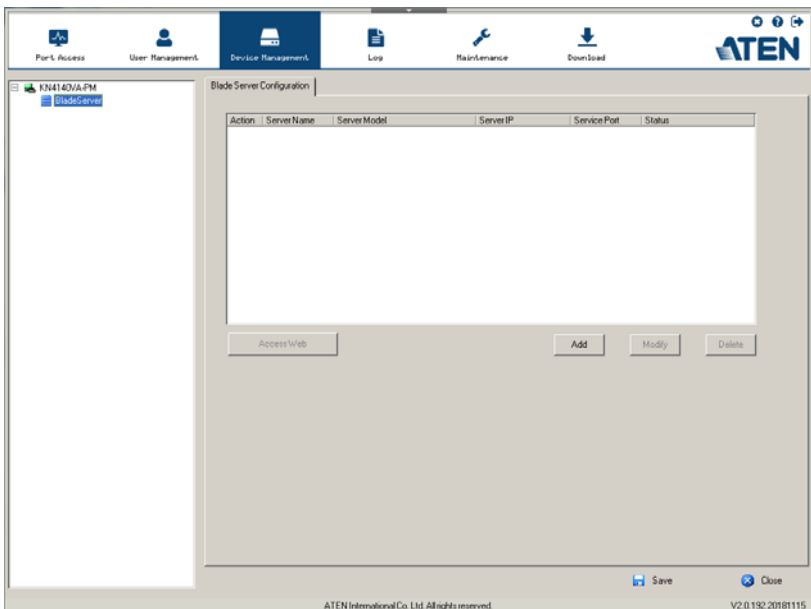 ATEN
Port Access
User Management
Device Management
Log
Maintenance
Download
KN4140VA-PM
BladeServer
Blade Server Configuration
Action Server Name Server Model Server IP Service Port Status
Access Web Add Modify Delete
Save Close
ATEN International Co. Ltd. All rights reserved. V2.0.192.20181115